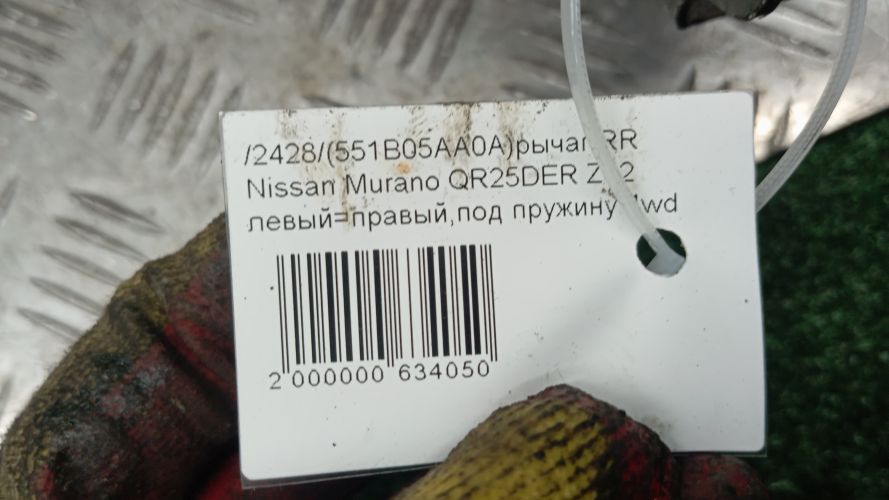 /2428/(551B05AA0A)рычаг RR
Nissan Murano QR25DER
левый=правый,под пружину
2 000000 634050